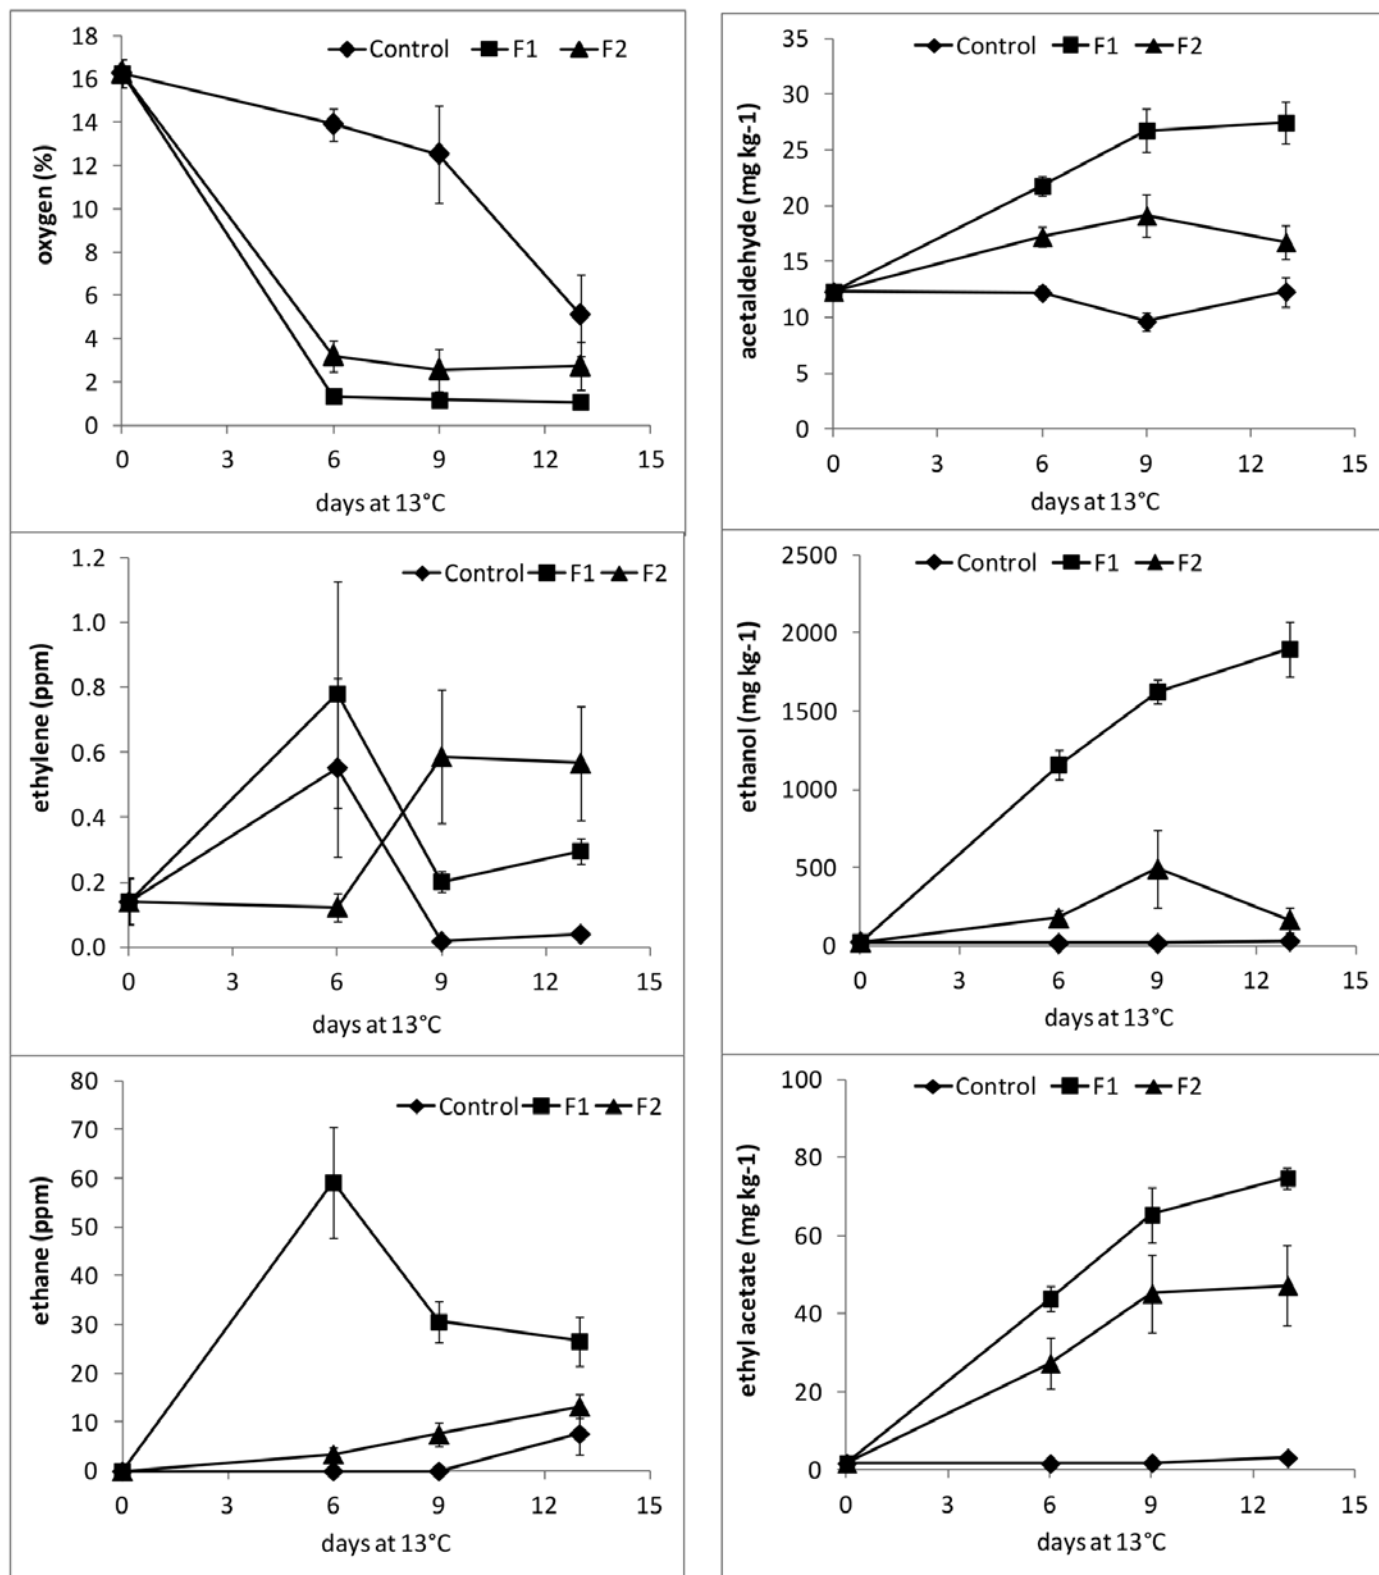 Control F1 F2
oxygen (%)
18
16
14
12
10
8
6
4
2
0
0 3 6 9 12 15
days at 13°C
Control F1 F2
acetaldehyde (mg kg-1)
35
30
25
20
15
10
5
0
0 3 6 9 12 15
days at 13°C
Control F1 F2
ethylene (ppm)
1.2
1.0
0.8
0.6
0.4
0.2
0.0
0 3 6 9 12 15
days at 13°C
Control F1 F2
ethanol (mg kg-1)
2500
2000
1500
1000
500
0
0 3 6 9 12 15
days at 13°C
Control F1 F2
ethane (ppm)
80
70
60
50
40
30
20
10
0
0 3 6 9 12 15
days at 13°C
Control F1 F2
ethyl acetate (mg kg-1)
100
80
60
40
20
0
0 3 6 9 12 15
days at 13°C